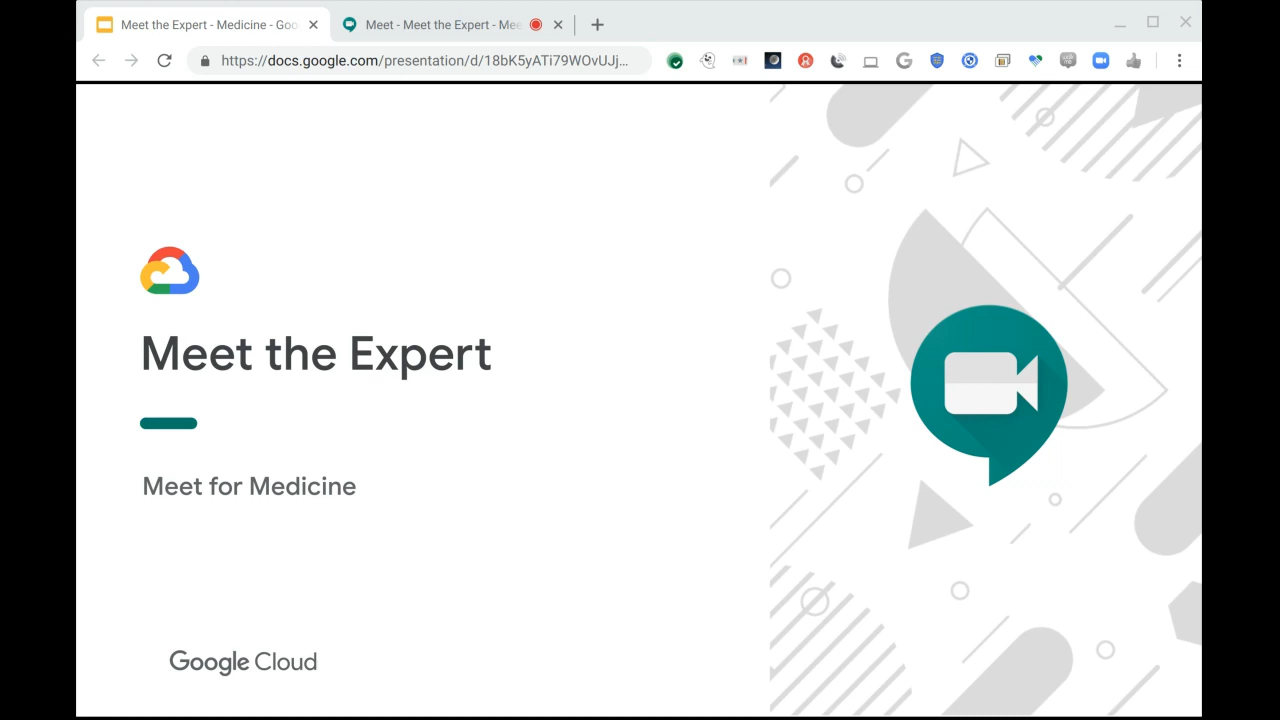 Meet the Expert - Medicine - Goo
Meet - Meet the Expert - Mee
https://docs.google.com/presentation/d/18bK5yATi79WOvUJj...
Meet the Expert
Meet for Medicine
Google Cloud